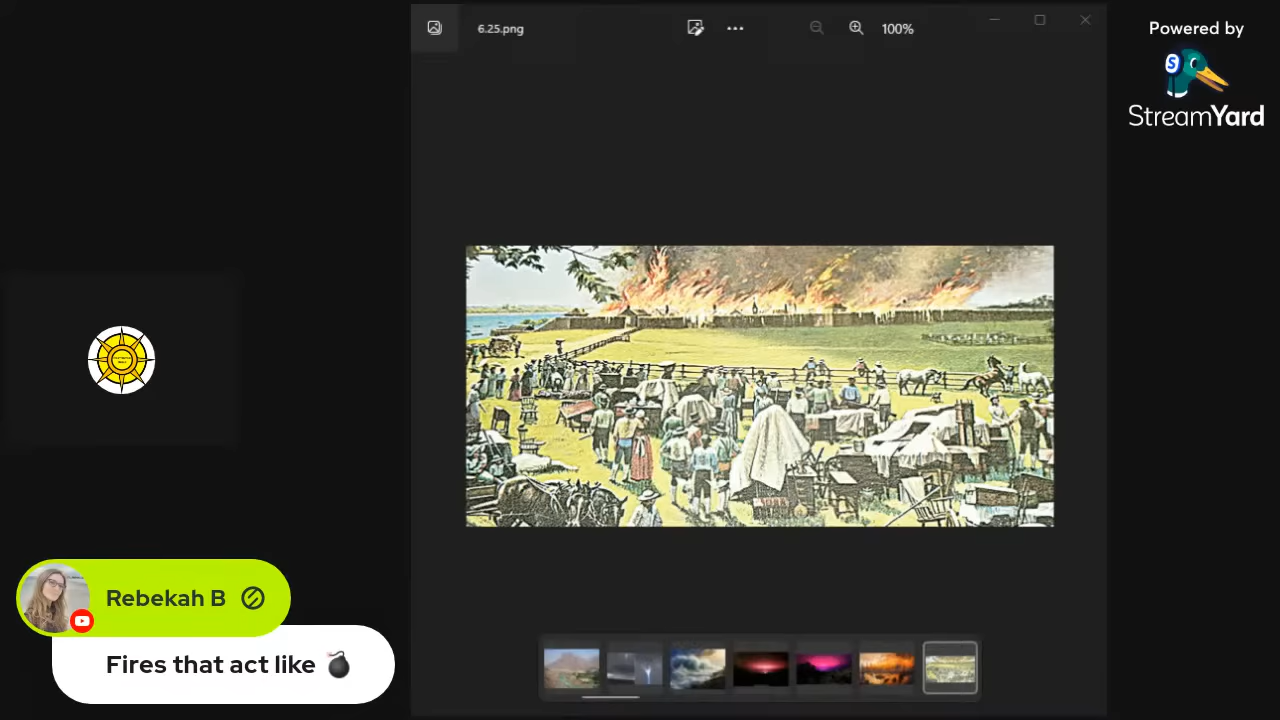 6.25.png
100%
Powered by
StreamYard
Rebekah B
Fires that act like 💣